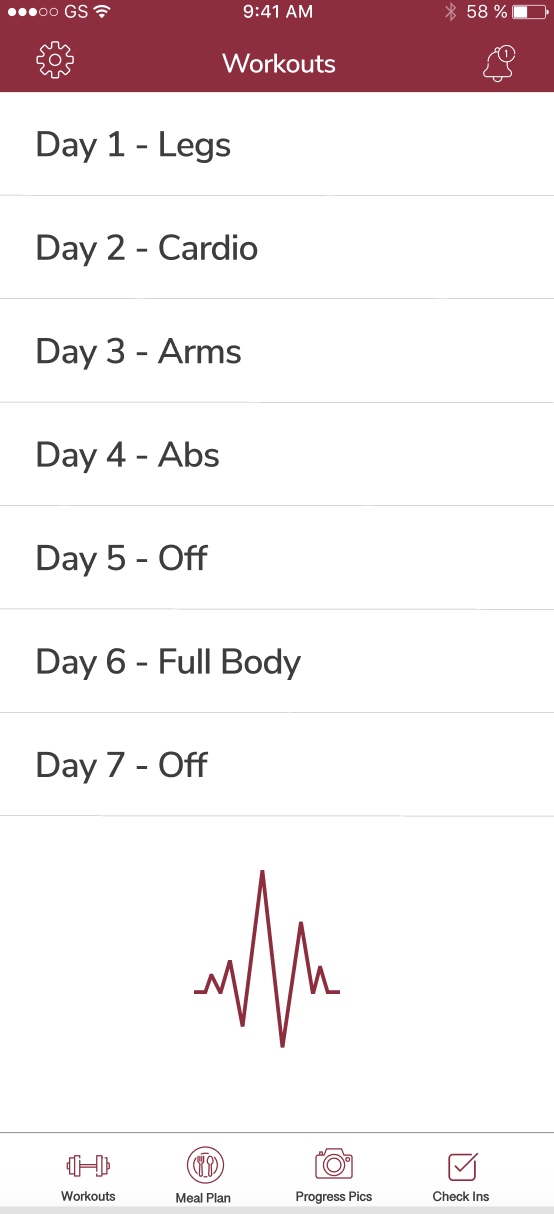 GS 9:41 AM 58 %
Workouts 1
Day 1 - Legs
Day 2 - Cardio
Day 3 - Arms
Day 4 - Abs
Day 5 - Off
Day 6 - Full Body
Day 7 - Off
Workouts Meal Plan Progress Pics Check Ins